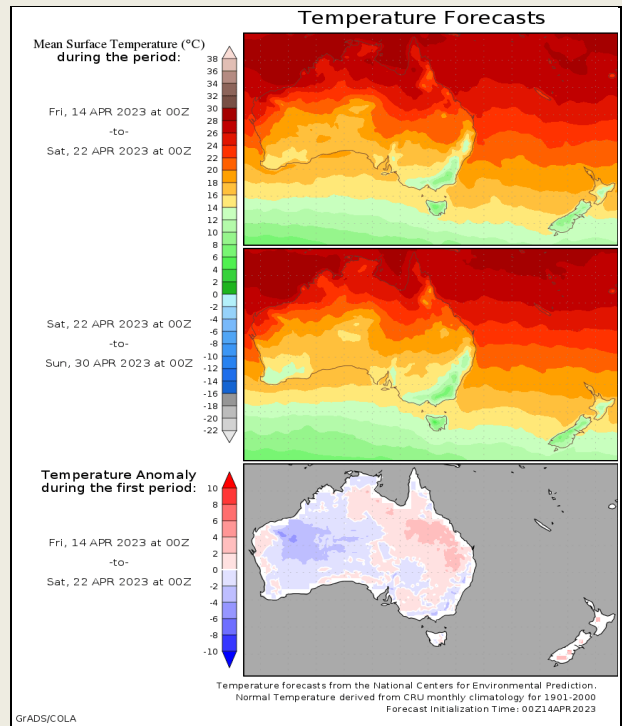 Temperature Forecasts
Mean Surface Temperature (°C)
during the period:
38
36
34
32
30
28
26
24
22
20
18
16
14
12
10
8
6
4
2
0
-2
-4
-6
-8
-10
-12
-14
-16
-18
-20
-22
Fri, 14 APR 2023 at 00Z
-to-
Sat, 22 APR 2023 at 00Z
Sat, 22 APR 2023 at 00Z
-to-
Sun, 30 APR 2023 at 00Z
Temperature Anomaly
during the first period:
10
8
6
4
2
0
-2
-4
-6
-8
-10
Fri, 14 APR 2023 at 00Z
-to-
Sat, 22 APR 2023 at 00Z
Temperature forecasts from the National Centers for Environmental Prediction.
Normal Temperature derived from CRU monthly climatology for 1901-2000
Forecast Initialization Time: 00Z14APR2023
GrADS/COLA